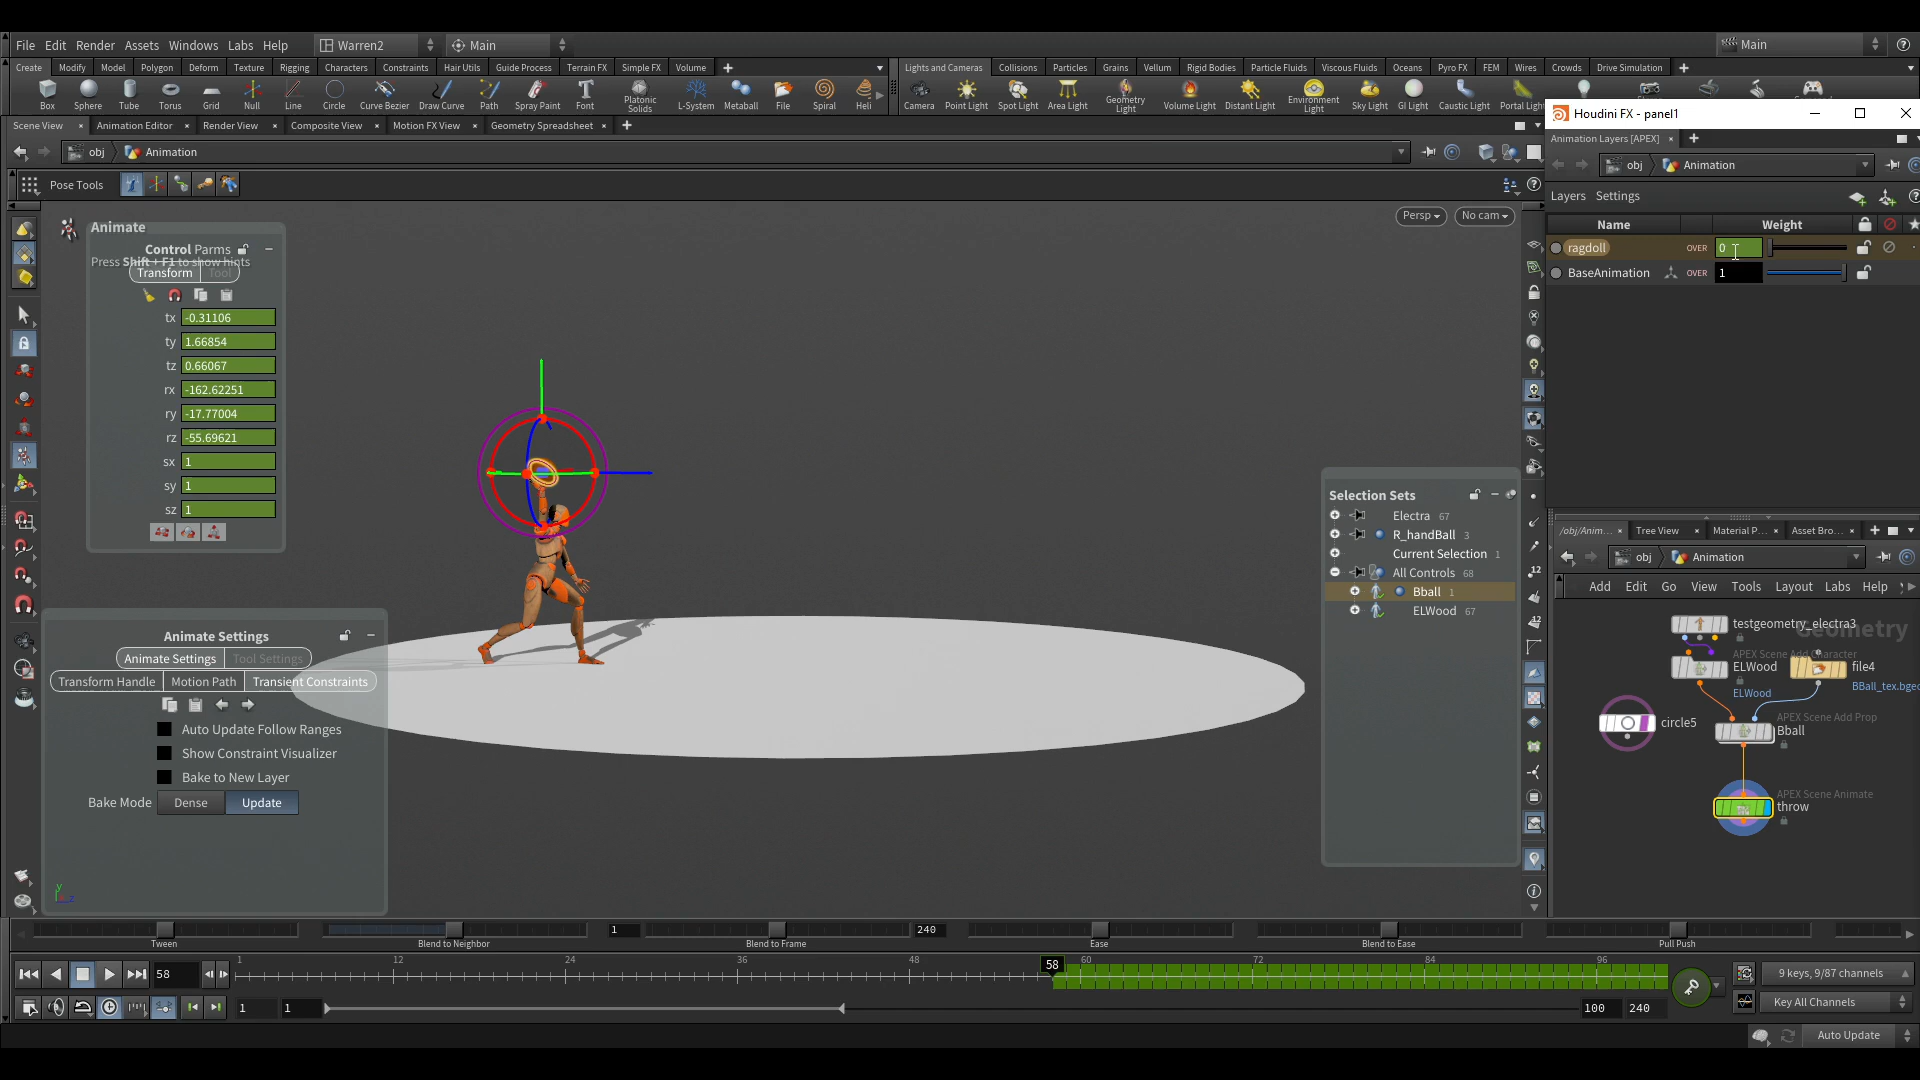 File Edit Render Assets Windows Labs Help Warren2 Main Main
Create Modify Model Polygon Deform Texture Rigging Characters Constraints Hair Utils Guide Process Terrain FX Simple FX Volume Lights and Cameras Collisions Particles Grains Vellum Rigid Bodies Particle Fluids Viscous Fluids Oceans Pyro FX FEM Wires Crowds Drive Simulation
Box Sphere Tube Torus Grid Null Line Circle Curve Bezier Draw Curve Path Spray Paint Font Platonic Solids L-System Metaball File Spiral Heli Camera Point Light Spot Light Area Light Geometry Light Volume Light Distant Light Environment Light Sky Light GI Light Caustic Light Portal Ligh
Houdini FX - panel1
Scene View Animation Editor Render View Composite View Motion FX View Geometry Spreadsheet
Animation Layers [APEX]
obj Animation
obj Animation
Pose Tools
Layers Settings
Persp No cam
Name Weight
ragdoll OVER 0
BaseAnimation OVER 1
Animate
Control Parms
Press Shift + F1 to show hints
Transform Tool
tx -0.31106
ty 1.66854
tz 0.66067
rx -162.62251
ry -17.77004
rz -55.69621
sx 1
sy 1
sz 1
Selection Sets
Electra 67
R_handBall 3
Current Selection 1
All Controls 68
Bball 1
ELWood 67
/obj/Anim... Tree View Material P... Asset Bro...
obj Animation
Add Edit Go View Tools Layout Labs Help
Geometry
testgeometry_electra3
APEX Scene Add Character
ELWood
ELWood
file4
BBall_tex.bgeo
circle5
APEX Scene Add Prop
Bball
APEX Scene Animate
throw
Animate Settings
Animate Settings Tool Settings
Transform Handle Motion Path Transient Constraints
Auto Update Follow Ranges
Show Constraint Visualizer
Bake to New Layer
Bake Mode Dense Update
y
z
1 240
Tween Blend to Neighbor Blend to Frame Ease Blend to Ease Pull Push
58 1 12 24 36 48 58 60 72 84 96
9 keys, 9/87 channels
1 1 100 240
Key All Channels
Auto Update